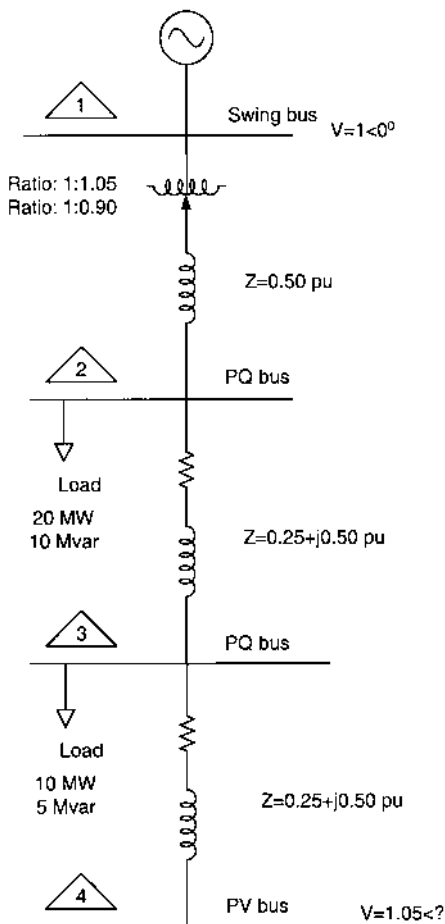 1
Swing bus
V=1<0⁰
Ratio: 1:1.05
Ratio: 1:0.90
Z=0.50 pu
2
PQ bus
Load
20 MW
10 Mvar
Z=0.25+j0.50 pu
3
PQ bus
Load
10 MW
5 Mvar
Z=0.25+j0.50 pu
4
PV bus
V=1.05<?